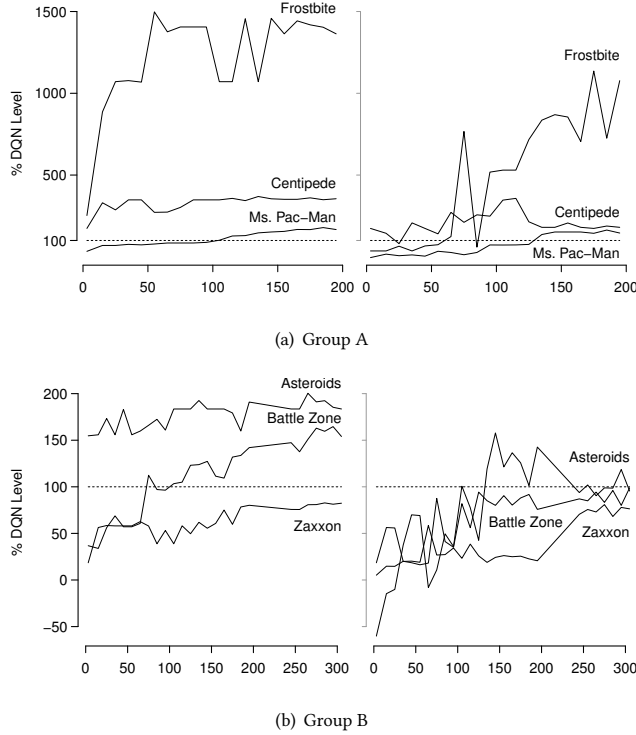 1500
1000
500
100
% DQN Level
Frostbite
Centipede
Ms. Pac−Man
0 50 100 150 200
Frostbite
Centipede
Ms. Pac−Man
0 50 100 150 200
(a) Group A
200
150
100
50
0
−50
% DQN Level
Asteroids
Battle Zone
Zaxxon
0 50 100 150 200 250 300
Asteroids
Battle Zone
Zaxxon
0 50 100 150 200 250 300
(b) Group B